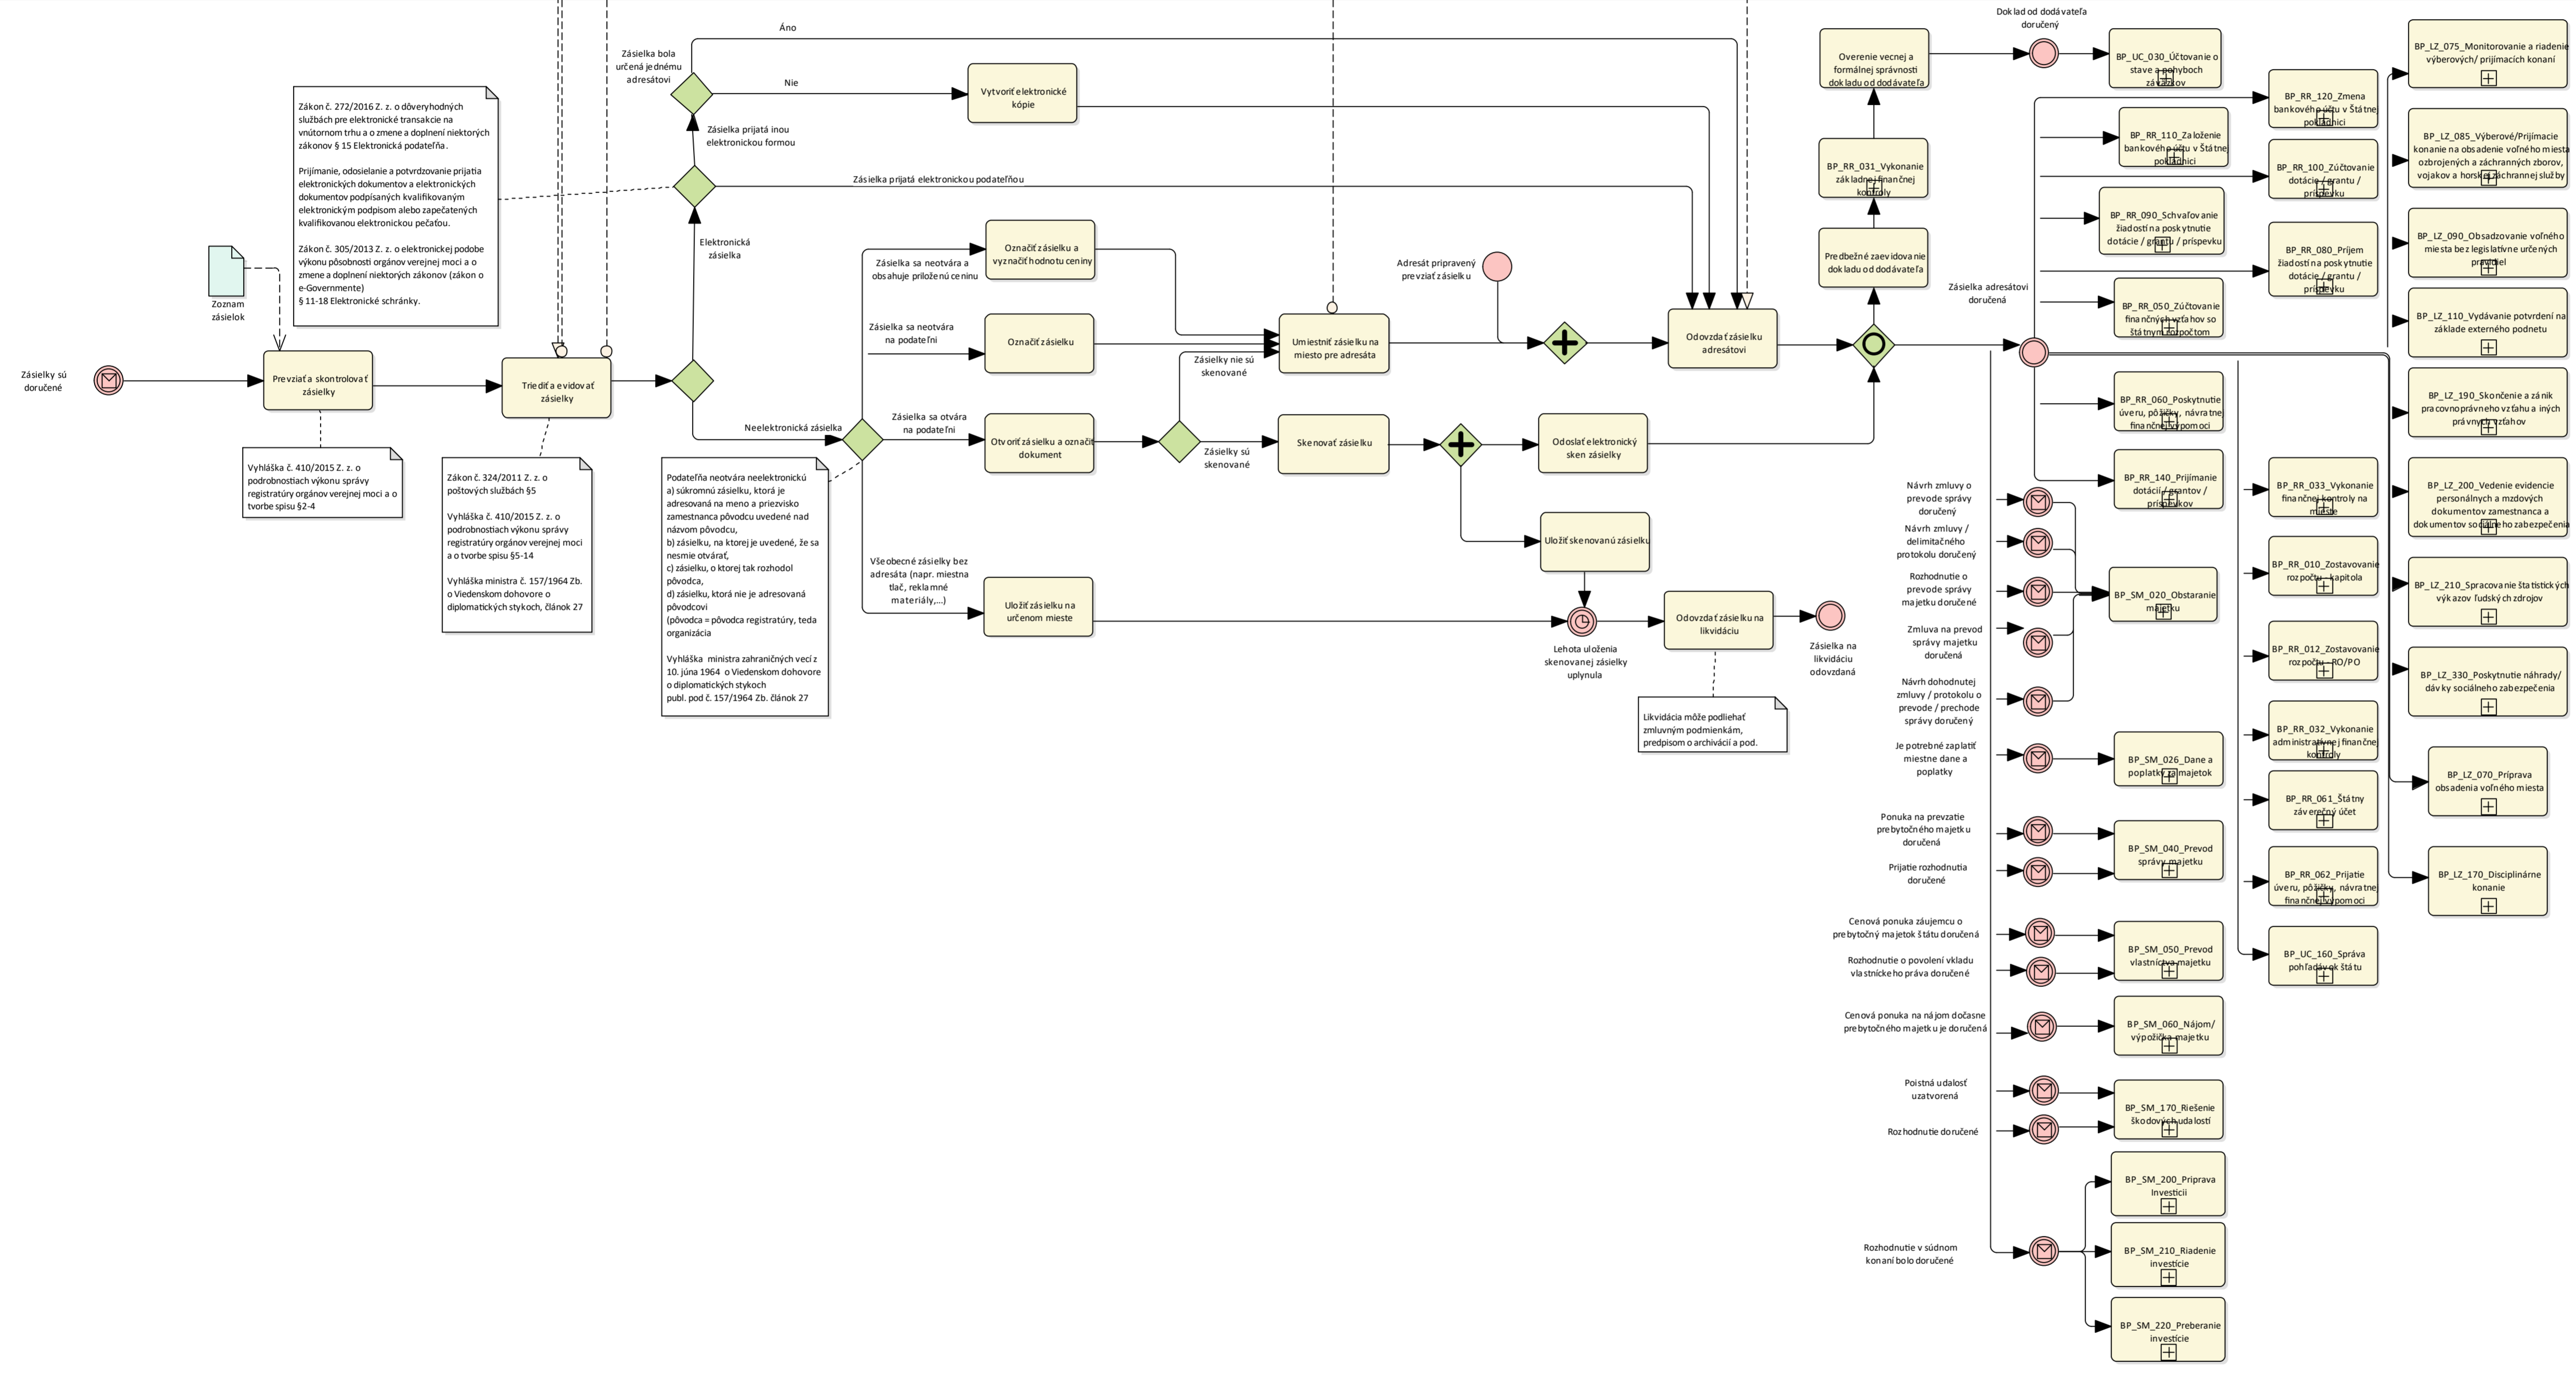 Zásielky sú
doručené
Zoznam
zásielok
Prevziať a skontrolovať
zásielky
Vyhláška č. 410/2015 Z. z. o
podrobnostiach výkonu správy
registratúry orgánov verejnej moci a o
tvorbe spisu §2-4
Zákon č. 272/2016 Z. z. o dôveryhodných
službách pre elektronické transakcie na
vnútornom trhu a o zmene a doplnení niektorých
zákonov § 15 Elektronická podateľňa.
Prijímanie, odosielanie a potvrdzovanie prijatia
elektronických dokumentov a elektronických
dokumentov podpísaných kvalifikovaným
elektronickým podpisom alebo zapečatených
kvalifikovanou elektronickou pečaťou.
Zákon č. 305/2013 Z. z. o elektronickej podobe
výkonu pôsobnosti orgánov verejnej moci a o
zmene a doplnení niektorých zákonov (zákon o
e-Governmente)
§ 11-18 Elektronické schránky.
Triediť a evidovať
zásielky
Zákon č. 324/2011 Z. z. o
poštových službách §5
Vyhláška č. 410/2015 Z. z. o
podrobnostiach výkonu správy
registratúry orgánov verejnej moci
a o tvorbe spisu §5-14
Vyhláška ministra č. 157/1964 Zb.
o Viedenskom dohovore o
diplomatických stykoch, článok 27
Zásielka bola
určená jednému
adresátovi
Áno
Nie
Zásielka prijatá inou
elektronickou formou
Zásielka prijatá elektronickou podateľňou
Elektronická
zásielka
Neelektronická zásielka
Vytvoriť elektronické
kópie
Podateľňa neotvára neelektronickú
a) súkromnú zásielku, ktorá je
adresovaná na meno a priezvisko
zamestnanca pôvodcu uvedené nad
názvom pôvodcu,
b) zásielku, na ktorej je uvedené, že sa
nesmie otvárať,
c) zásielku, o ktorej tak rozhodol
pôvodca,
d) zásielku, ktorá nie je adresovaná
pôvodcovi
(pôvodca = pôvodca registratúry, teda
organizácia
Vyhláška ministra zahraničných vecí z
10. júna 1964 o Viedenskom dohovore
o diplomatických stykoch
publ. pod č. 157/1964 Zb. článok 27
Zásielka sa neotvára a
obsahuje priloženú ceninu
Zásielka sa neotvára
na podateľni
Zásielka sa otvára
na podateľni
Všeobecné zásielky bez
adresáta (napr. miestna
tlač, reklamné
materiály,...)
Označiť zásielku a
vyznačiť hodnotu ceniny
Označiť zásielku
Otvoriť zásielku a označiť
dokument
Uložiť zásielku na
určenom mieste
Zásielky nie sú
skenované
Zásielky sú
skenované
Umiestniť zásielku na
miesto pre adresáta
Skenovať zásielku
Adresát pripravený
prevziať zásielku
Odoslať elektronický
sken zásielky
Uložiť skenovanú zásielku
Lehota uloženia
skenovanej zásielky
uplynula
Odovzdať zásielku
adresátovi
Odovzdať zásielku na
likvidáciu
Likvidácia môže podliehať
zmluvným podmienkám,
predpisom o archivácií a pod.
Zásielka na
likvidáciu
odovzdaná
Overenie vecnej a
formálnej správnosti
dokladu od dodávateľa
BP_RR_031_Vykonanie
základnej finančnej
kontroly
Predbežné zaevidovanie
dokladu od dodávateľa
Doklad od dodávateľa
doručený
Zásielka adresátovi
doručená
BP_UC_030_Účtovanie o
stave a pohyboch
záväzkov
BP_RR_110_Založenie
bankového účtu v Štátnej
pokladnici
BP_RR_090_Schvaľovanie
žiadostí na poskytnutie
dotácie / grantu / príspevku
BP_RR_050_Zúčtovanie
finančných vzťahov so
štátnym rozpočtom
BP_RR_060_Poskytnutie
úveru, pôžičky, návratnej
finančnej výpomoci
BP_RR_140_Prijímanie
dotácií / grantov /
príspevkov
BP_RR_120_Zmena
bankového účtu v Štátnej
pokladnici
BP_RR_100_Zúčtovanie
dotácie / grantu /
príspevku
BP_RR_080_Príjem
žiadostí na poskytnutie
dotácie / grantu /
príspevku
Návrh zmluvy o
prevode správy
doručený
Návrh zmluvy /
delimitačného
protokolu doručený
Rozhodnutie o
prevode správy
majetku doručené
Zmluva na prevod
správy majetku
doručená
Návrh dohodnutej
zmluvy / protokolu o
prevode / prechode
správy doručený
Je potrebné zaplatiť
miestne dane a
poplatky
Ponuka na prevzatie
prebytočného majetku
doručená
Prijatie rozhodnutia
doručené
Cenová ponuka záujemcu o
prebytočný majetok štátu doručená
Rozhodnutie o povolení vkladu
vlastníckeho práva doručené
Cenová ponuka na nájom dočasne
prebytočného majetku je doručená
Poistná udalosť
uzatvorená
Rozhodnutie doručené
Rozhodnutie v súdnom
konaní bolo doručené
BP_SM_020_Obstaranie
majetku
BP_SM_026_Dane a
poplatky za majetok
BP_SM_040_Prevod
správy majetku
BP_SM_050_Prevod
vlastníctva majetku
BP_SM_060_Nájom/
výpožička majetku
BP_SM_170_Riešenie
škodových udalostí
BP_SM_200_Priprava
Investícii
BP_SM_210_Riadenie
investície
BP_SM_220_Preberanie
investície
BP_RR_033_Vykonanie
finančnej kontroly na
mieste
BP_RR_010_Zostavovanie
rozpočtu - kapitola
BP_RR_012_Zostavovanie
rozpočtu - RO/PO
BP_RR_032_Vykonanie
administratívnej finančnej
kontroly
BP_RR_061_Štátny
záverečný účet
BP_RR_062_Prijatie
úveru, pôžičky, návratnej
finančnej výpomoci
BP_UC_160_Správa
pohľadávok štátu
BP_LZ_075_Monitorovanie a riadenie
výberových/ prijímacích konaní
BP_LZ_085_Výberové/Prijímacie
konanie na obsadenie voľného miesta
ozbrojených a záchranných zborov,
vojakov a horskej záchrannej služby
BP_LZ_090_Obsadzovanie voľného
miesta bez legislatívne určených
pravidiel
BP_LZ_110_Vydávanie potvrdení na
základe externého podnetu
BP_LZ_190_Skončenie a zánik
pracovnoprávneho vzťahu a iných
právnych vzťahov
BP_LZ_200_Vedenie evidencie
personálnych a mzdových
dokumentov zamestnanca a
dokumentov sociálneho zabezpečenia
BP_LZ_210_Spracovanie štatistických
výkazov ľudských zdrojov
BP_LZ_330_Poskytnutie náhrady/
dávky sociálneho zabezpečenia
BP_LZ_070_Príprava
obsadenia voľného miesta
BP_LZ_170_Disciplinárne
konanie